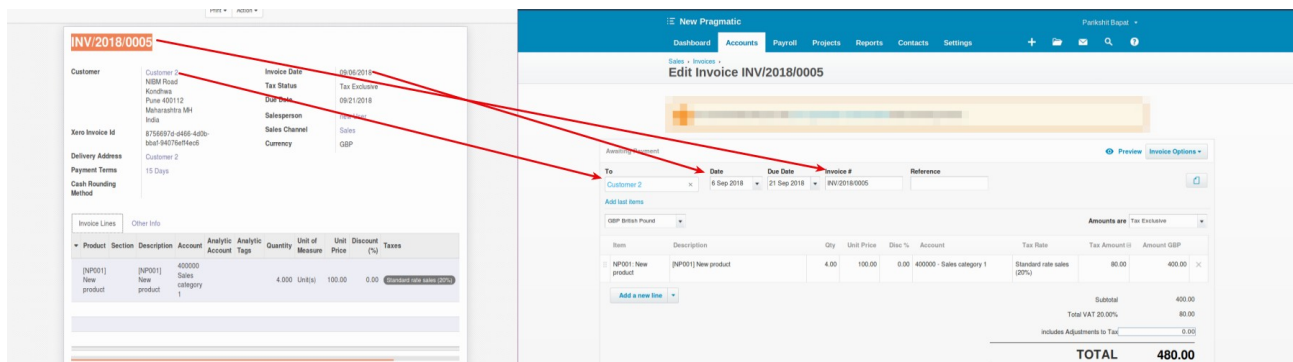 Print ▾ Action ▾
INV/2018/0005
Customer
Customer 2
NIBM Road
Kondhwa
Pune 400112
Maharashtra MH
India
Xero Invoice Id
8756697d-d466-4d0b-
bbaf-94076eff4ec6
Delivery Address
Customer 2
Payment Terms
15 Days
Cash Rounding
Method
Invoice Date
09/06/2018
Tax Status
Tax Exclusive
Due Date
09/21/2018
Salesperson
New User
Sales Channel
Sales
Currency
GBP
Invoice Lines Other Info
Product Section Description Account Analytic Account Analytic Tags Quantity Unit of Measure Unit Price Discount (%) Taxes
[NP001] New product [NP001] New product 400000 Sales category 1 4.000 Unit(s) 100.00 0.00 Standard rate sales (20%)
New Pragmatic
Parikshit Bapat
Dashboard Accounts Payroll Projects Reports Contacts Settings
Sales › Invoices ›
Edit Invoice INV/2018/0005
Awaiting Payment
Preview Invoice Options
To Date Due Date Invoice # Reference
Customer 2 6 Sep 2018 21 Sep 2018 INV/2018/0005
Add last items
GBP British Pound
Amounts are Tax Exclusive
Item Description Qty Unit Price Disc % Account Tax Rate Tax Amount Amount GBP
NP001: New product [NP001] New product 4.00 100.00 0.00 400000 - Sales category 1 Standard rate sales (20%) 80.00 400.00
Add a new line
Subtotal 400.00
Total VAT 20.00% 80.00
includes Adjustments to Tax 0.00
TOTAL 480.00